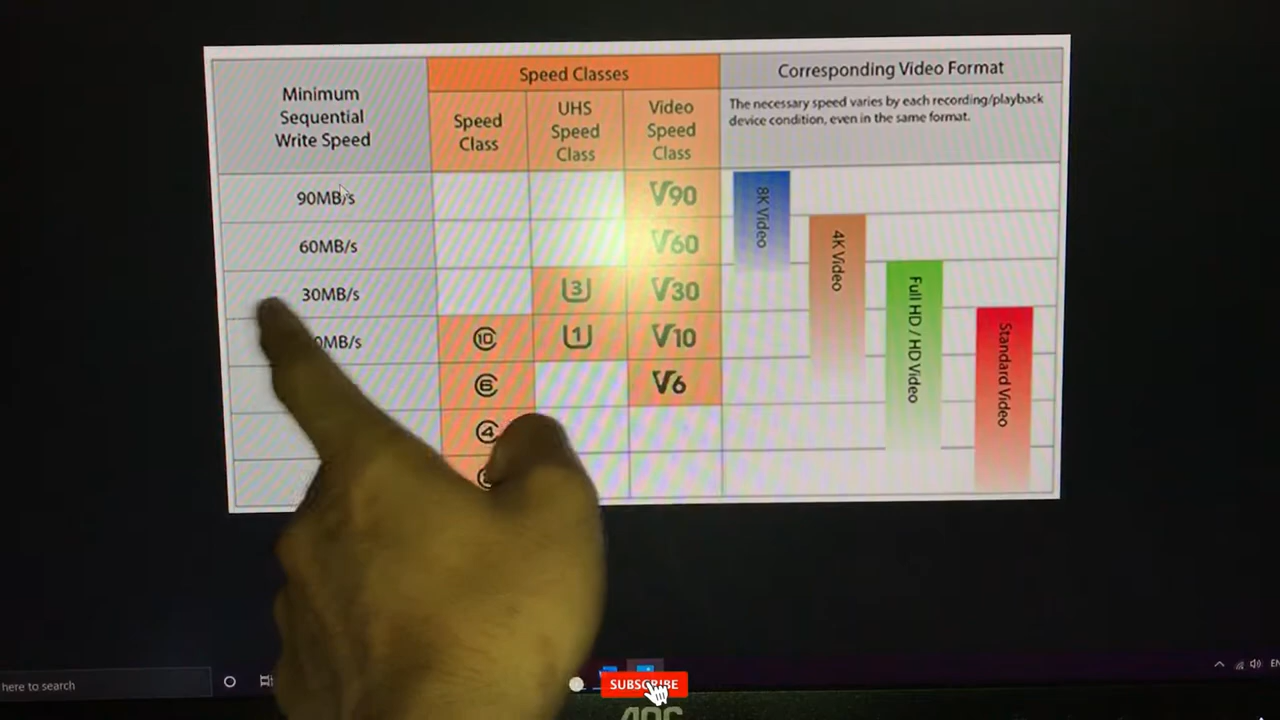 Minimum
Sequential
Write Speed
Speed Classes
Speed
Class
UHS
Speed
Class
Video
Speed
Class
Corresponding Video Format
The necessary speed varies by each recording/playback
device condition, even in the same format.
90MB/s
V90
60MB/s
V60
30MB/s
3
V30
0MB/s
10
1
V10
6
V6
4
8K Video
4K Video
Full HD / HD Video
Standard Video
here to search
SUBSCRIBE
AOC